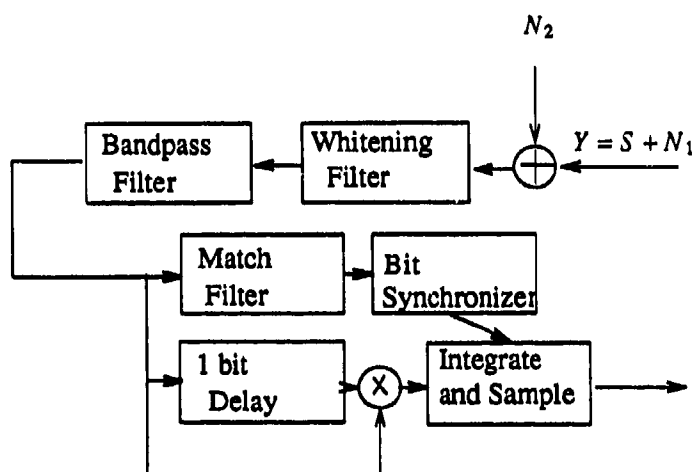 N₂
Y = S + N₁
Whitening
Filter
Bandpass
Filter
Match
Filter
Bit
Synchronizer
1 bit
Delay
X
Integrate
and Sample